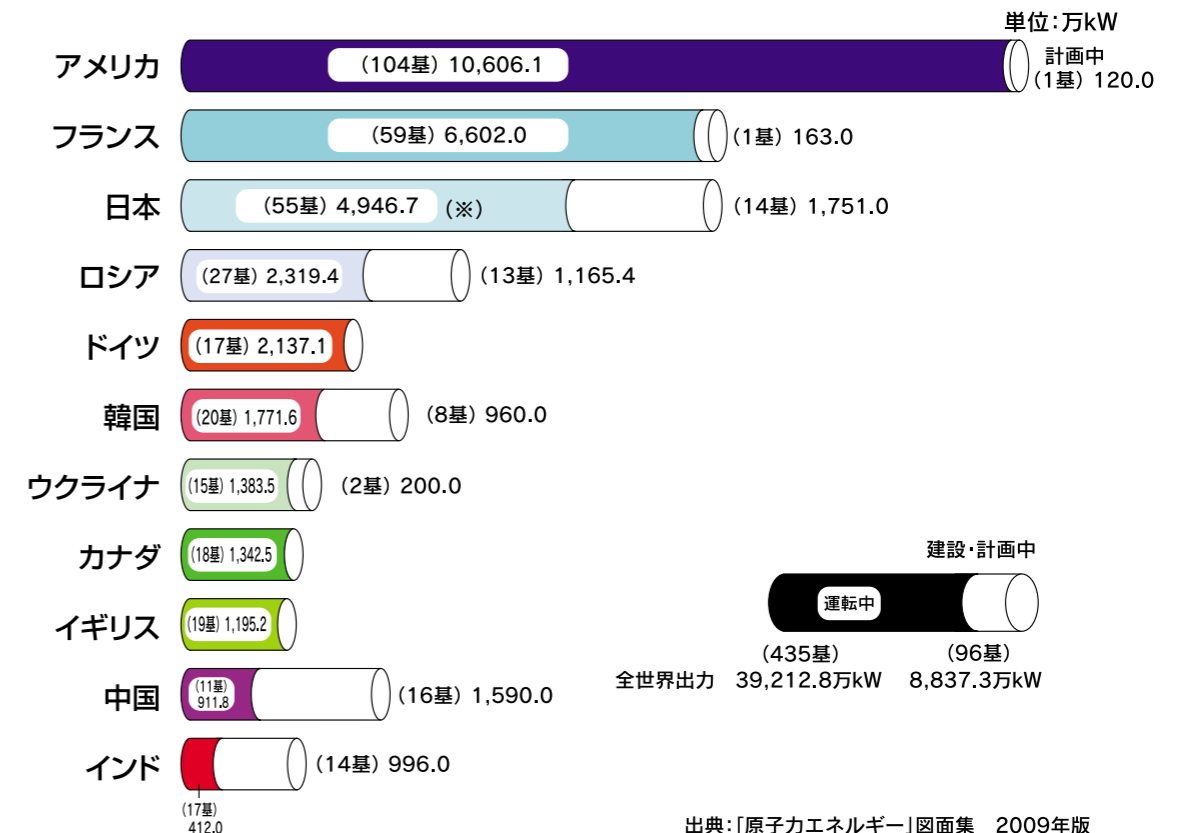 単位:万kW
アメリカ (104基) 10,606.1 計画中
(1基) 120.0
フランス (59基) 6,602.0 (1基) 163.0
日本 (55基) 4,946.7 (※) (14基) 1,751.0
ロシア (27基) 2,319.4 (13基) 1,165.4
ドイツ (17基) 2,137.1
韓国 (20基) 1,771.6 (8基) 960.0
ウクライナ (15基) 1,383.5 (2基) 200.0
カナダ (18基) 1,342.5
イギリス (19基) 1,195.2
中国 (11基)
911.8 (16基) 1,590.0
インド (14基) 996.0
(17基)
412.0
建設・計画中
運転中
(435基) (96基)
全世界出力 39,212.8万kW 8,837.3万kW
出典:「原子力エネルギー」図面集 2009年版